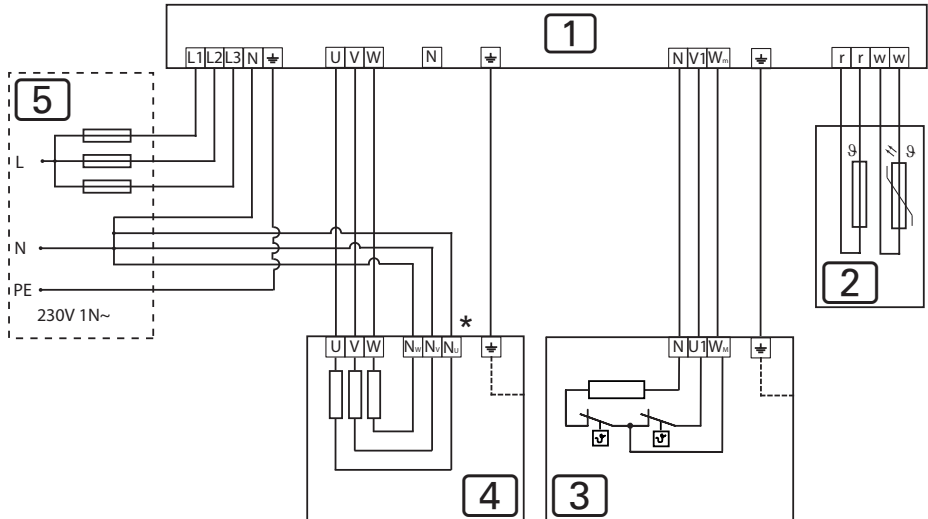 1
L1 L2 L3 N ⏚ U V W N ⏚ N V1 Wm ⏚ r r w w
5
L
N
PE
230V 1N~
ϑ ϑ
2
*
U V W NW NV NU ⏚ N U1 WM ⏚
ϑ ϑ
4
3